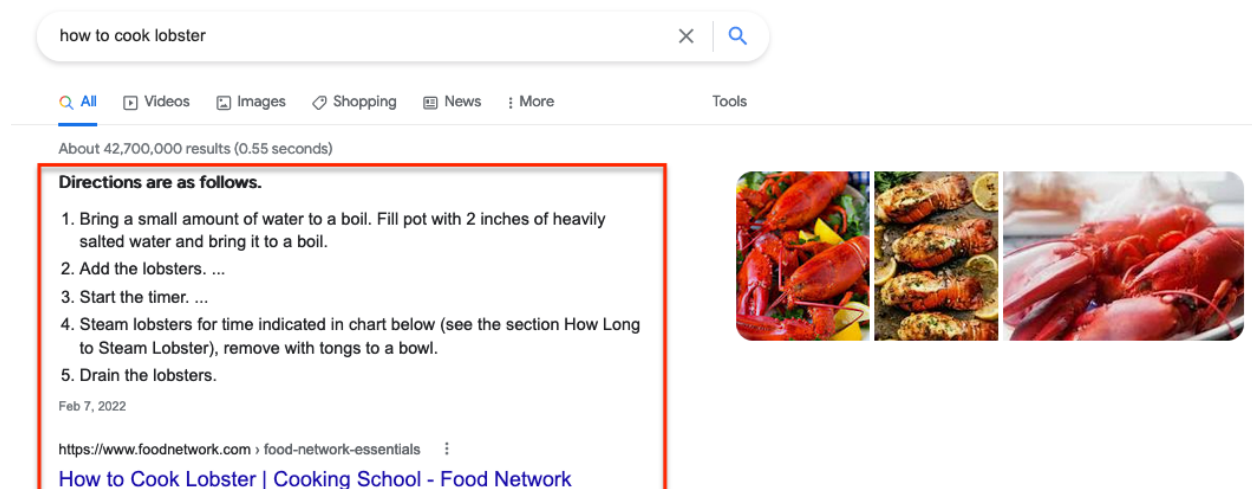 how to cook lobster
All Videos Images Shopping News More Tools
About 42,700,000 results (0.55 seconds)
Directions are as follows.
1. Bring a small amount of water to a boil. Fill pot with 2 inches of heavily
salted water and bring it to a boil.
2. Add the lobsters. ...
3. Start the timer. ...
4. Steam lobsters for time indicated in chart below (see the section How Long
to Steam Lobster), remove with tongs to a bowl.
5. Drain the lobsters.
Feb 7, 2022
https://www.foodnetwork.com › food-network-essentials
How to Cook Lobster | Cooking School - Food Network